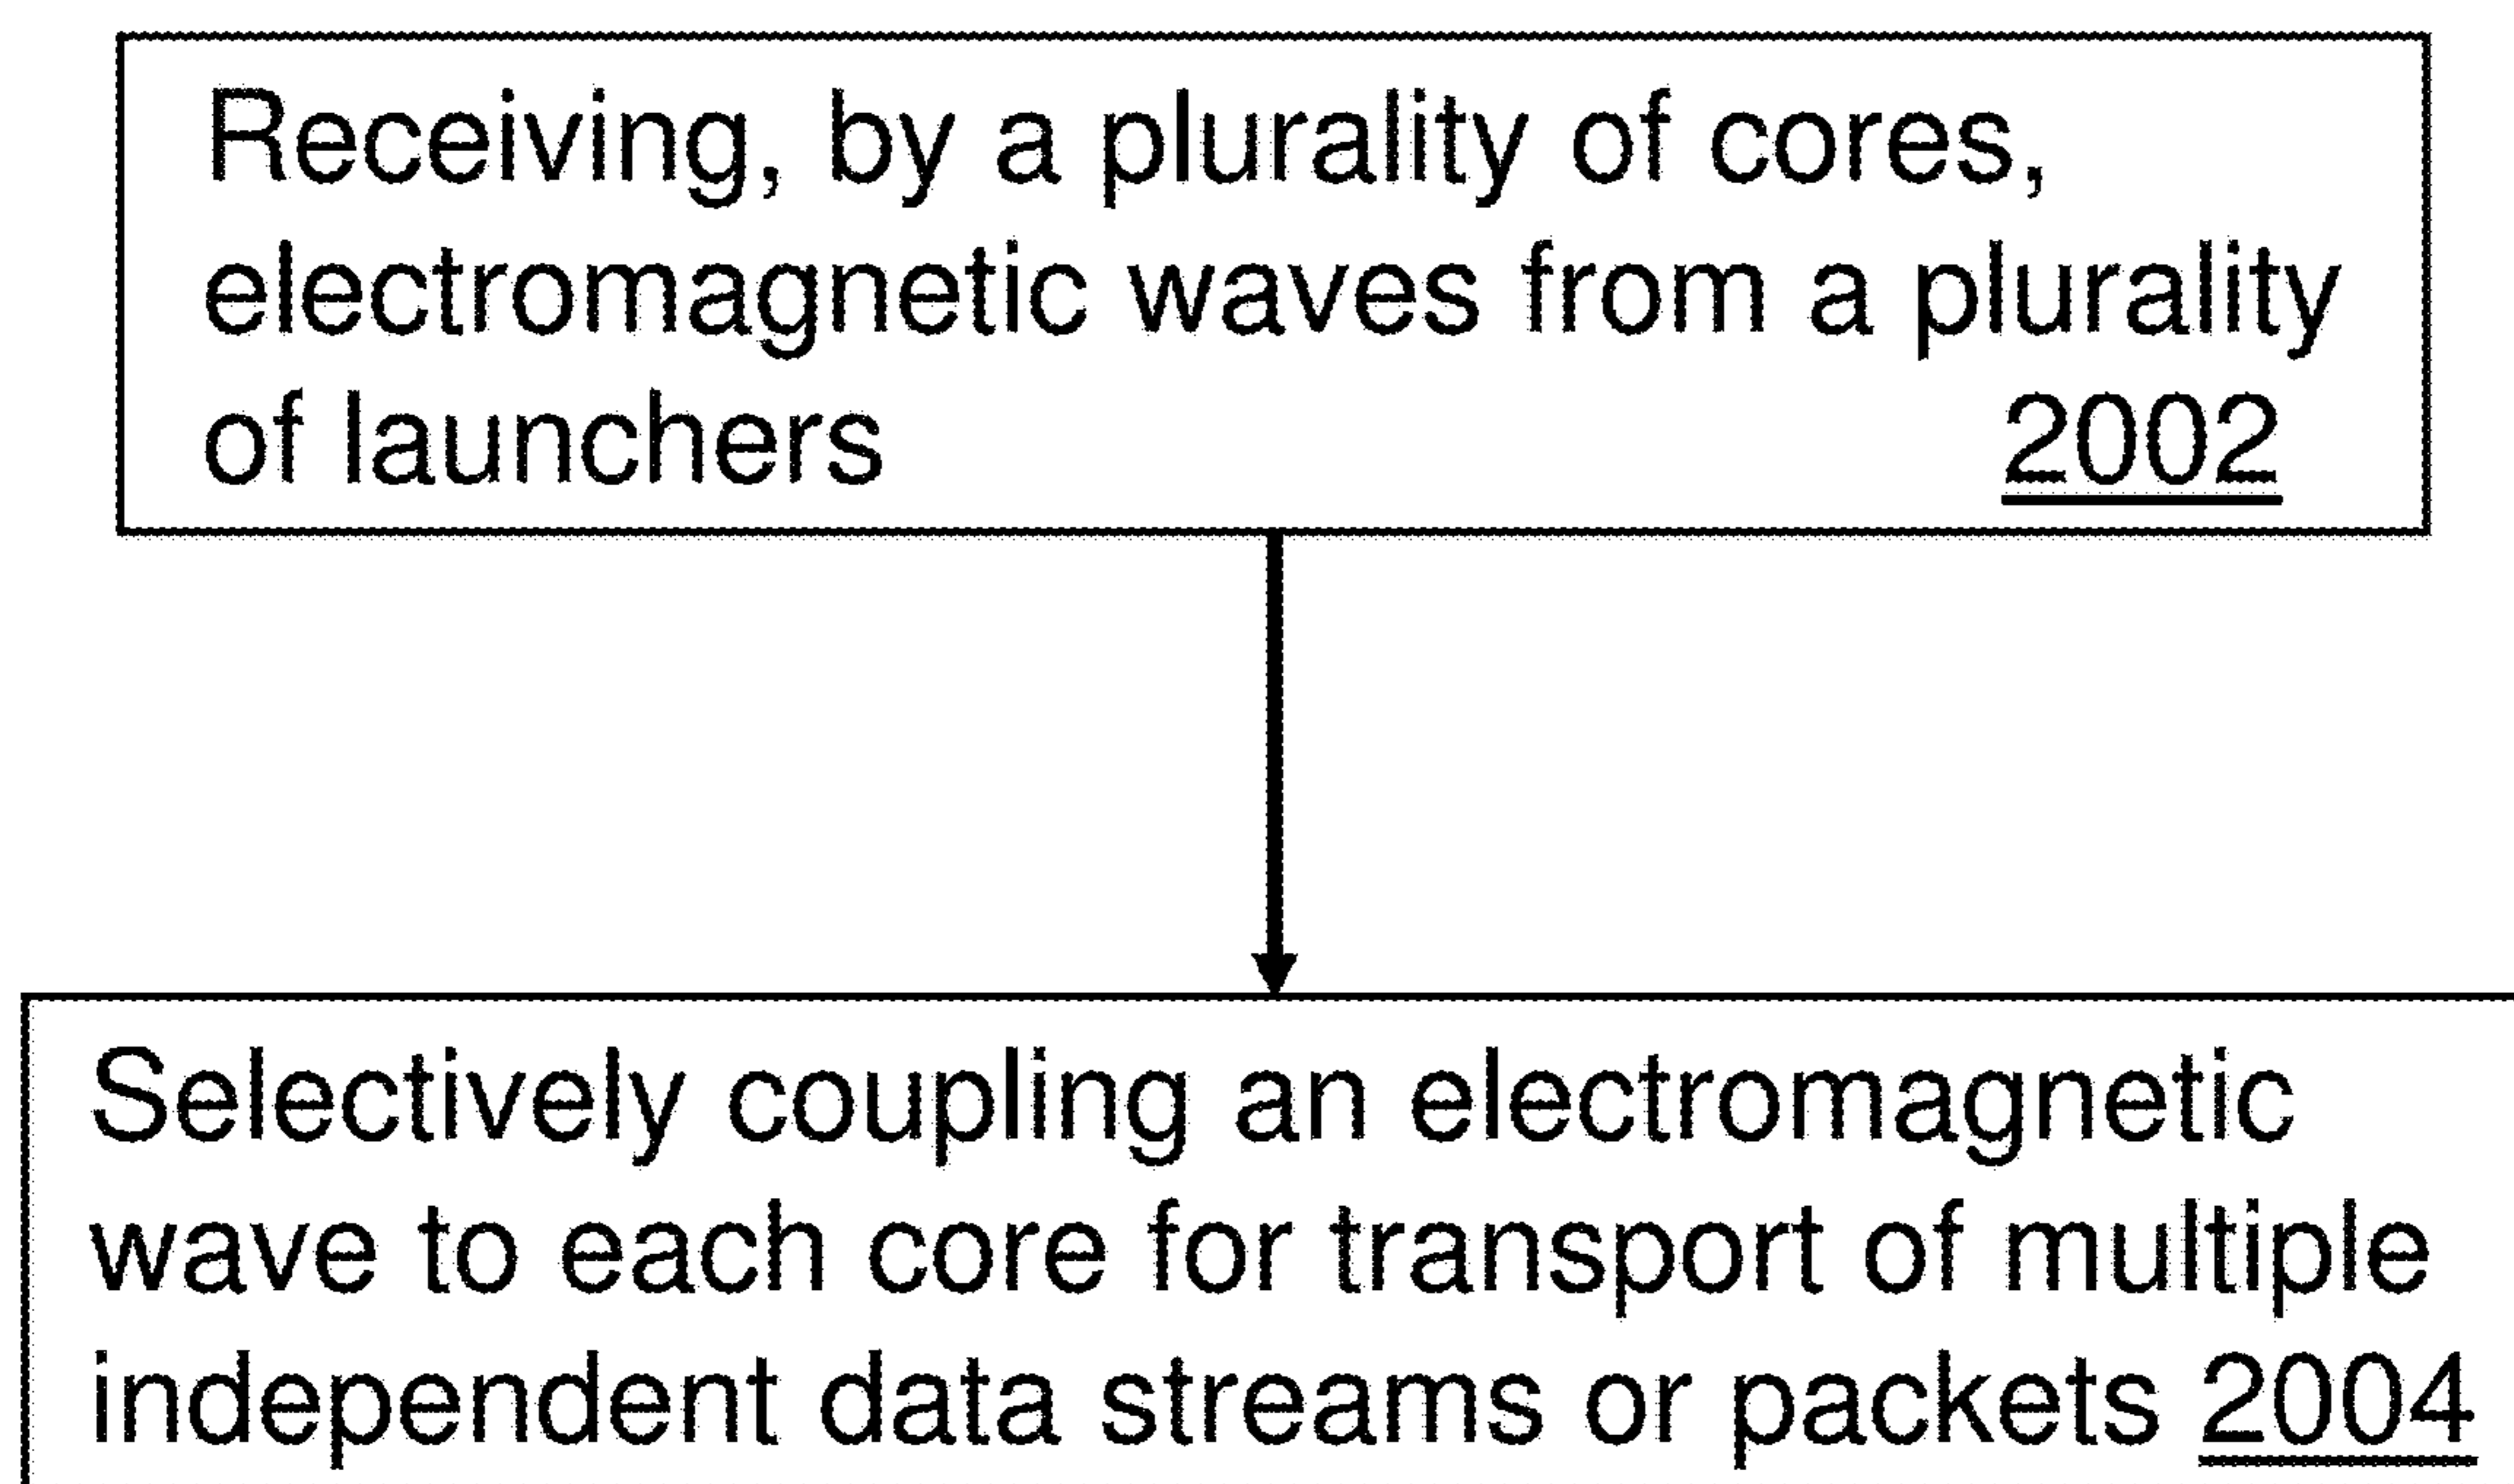 Receiving, by a plurality of cores,
electromagnetic waves from a plurality
of launchers 2002
Selectively coupling an electromagnetic
wave to each core for transport of multiple
independent data streams or packets 2004